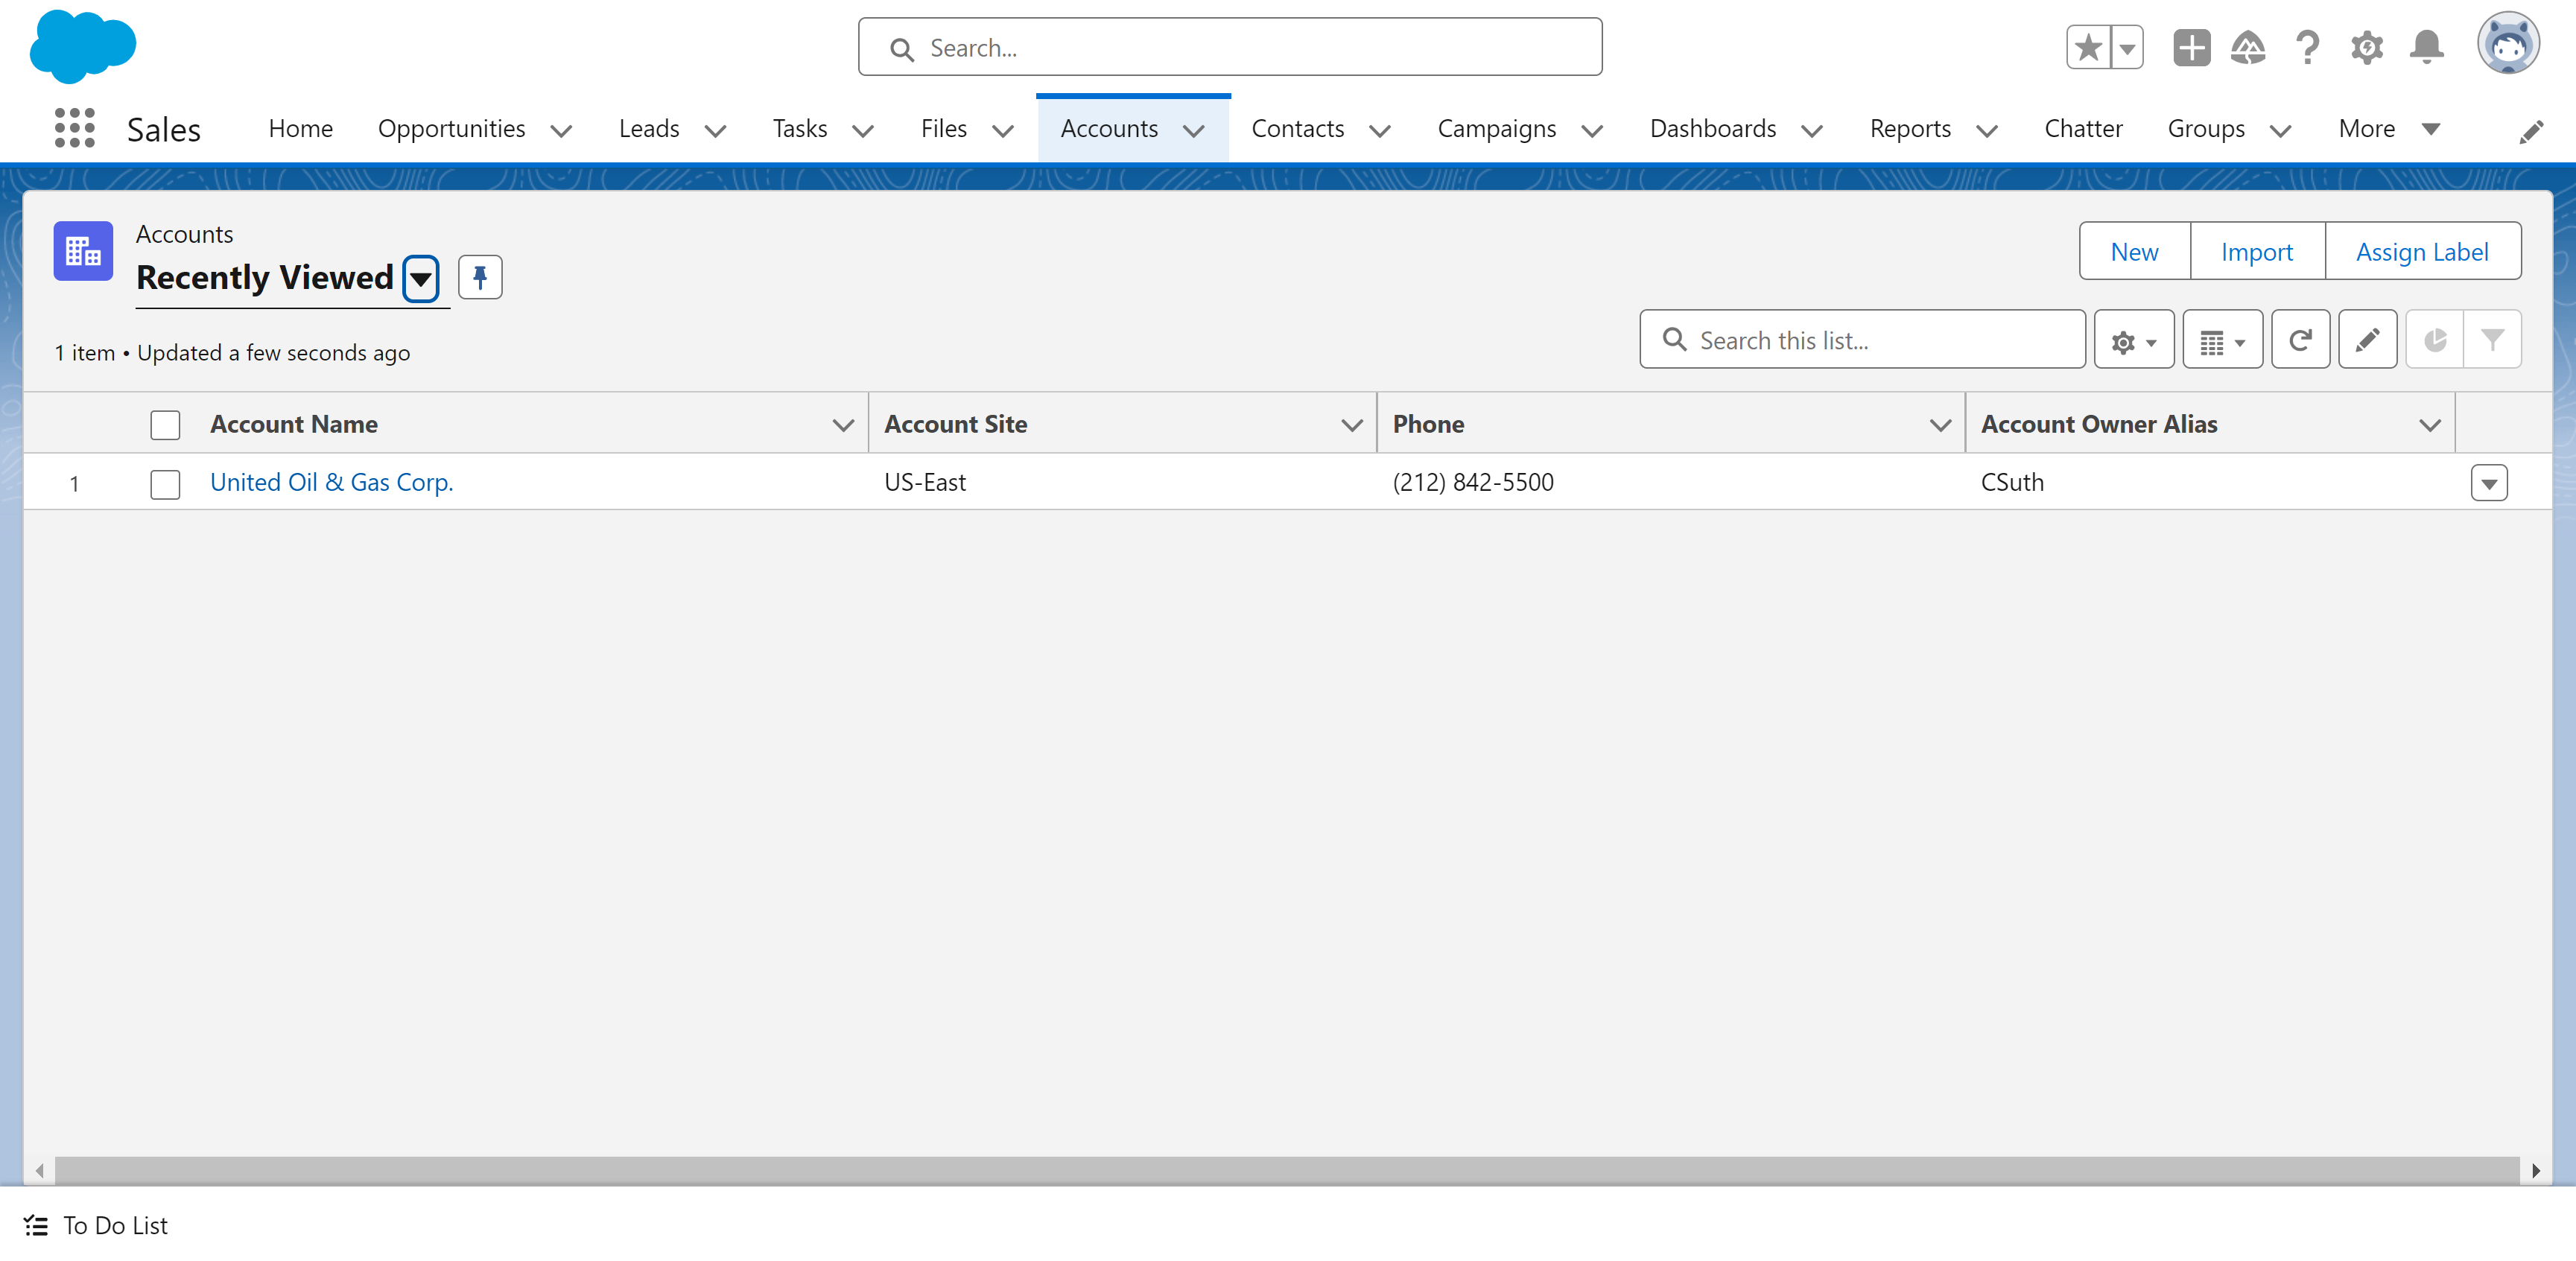 Search...
Sales Home Opportunities Leads Tasks Files Accounts Contacts Campaigns Dashboards Reports Chatter Groups More
Accounts
Recently Viewed
New Import Assign Label
1 item • Updated a few seconds ago
Search this list...
Account Name Account Site Phone Account Owner Alias
1 United Oil & Gas Corp. US-East (212) 842-5500 CSuth
To Do List